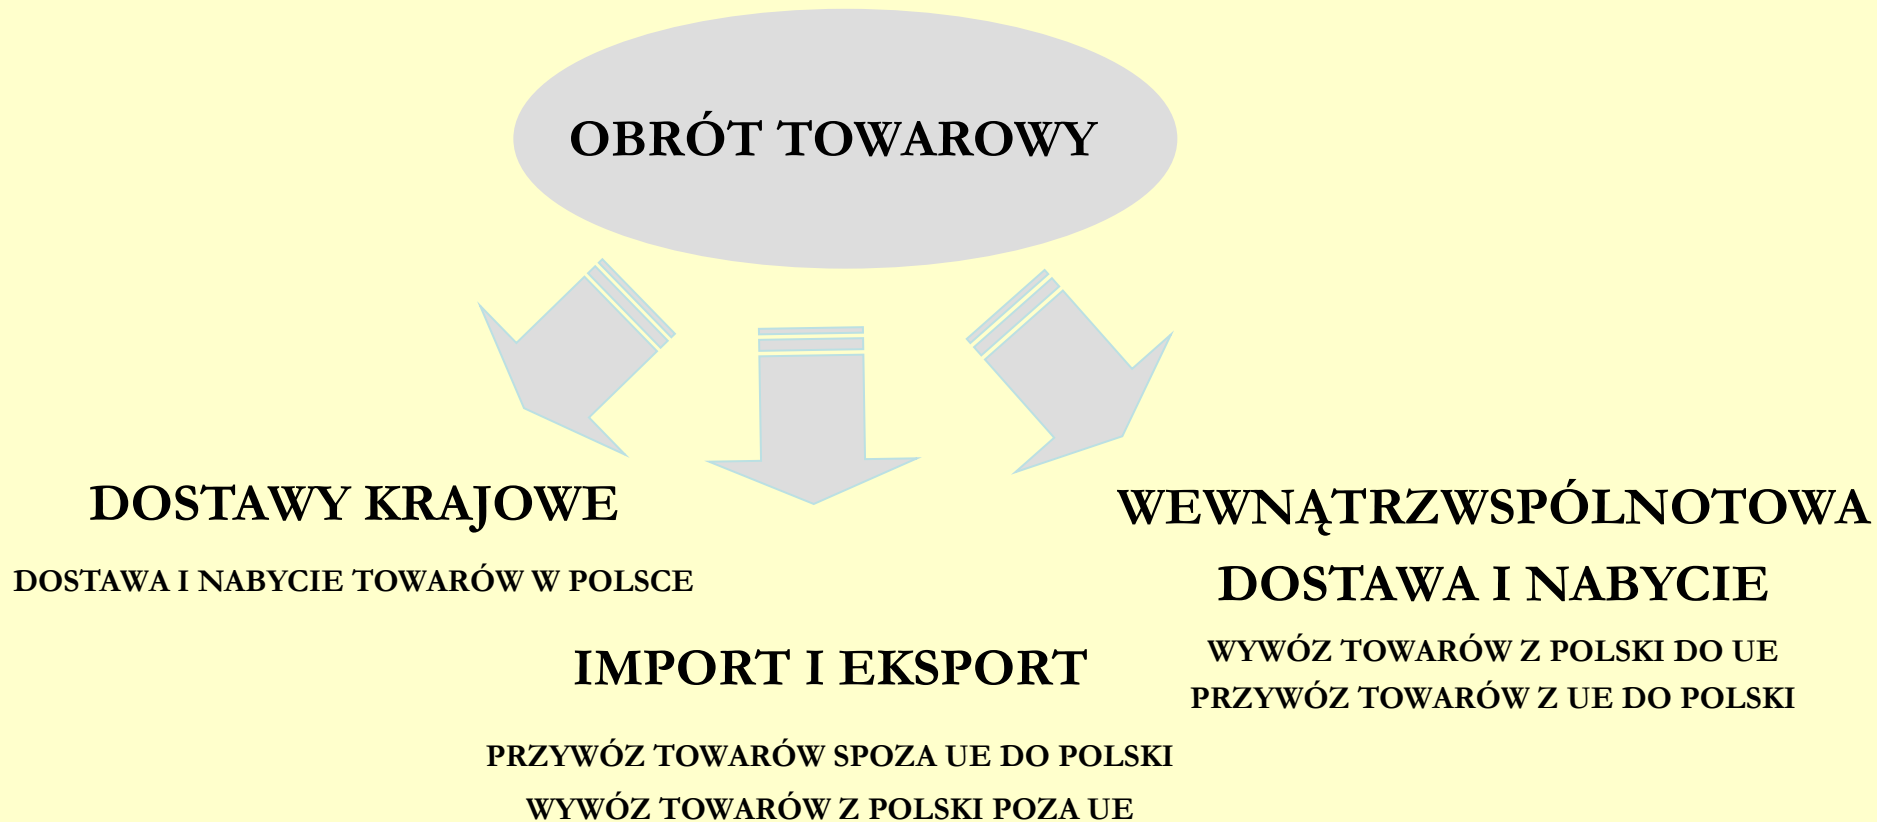 OBRÓT TOWAROWY
DOSTAWY KRAJOWE
DOSTAWA I NABYCIE TOWARÓW W POLSCE
IMPORT I EKSPORT
PRZYWÓZ TOWARÓW SPOZA UE DO POLSKI
WYWÓZ TOWARÓW Z POLSKI POZA UE
WEWNĄTRZWSPÓLNOTOWA
DOSTAWA I NABYCIE
WYWÓZ TOWARÓW Z POLSKI DO UE
PRZYWÓZ TOWARÓW Z UE DO POLSKI